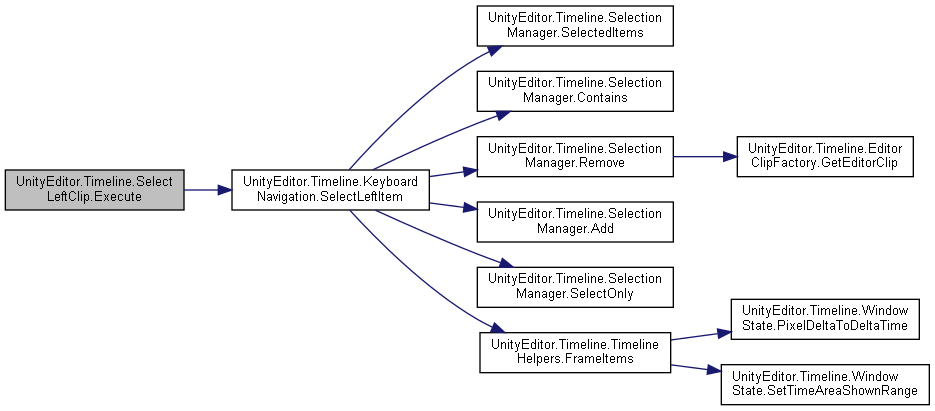 UnityEditor.Timeline.Select
LeftClip.Execute
UnityEditor.Timeline.Keyboard
Navigation.SelectLeftItem
UnityEditor.Timeline.Selection
Manager.SelectedItems
UnityEditor.Timeline.Selection
Manager.Contains
UnityEditor.Timeline.Selection
Manager.Remove
UnityEditor.Timeline.Editor
ClipFactory.GetEditorClip
UnityEditor.Timeline.Selection
Manager.Add
UnityEditor.Timeline.Selection
Manager.SelectOnly
UnityEditor.Timeline.Timeline
Helpers.FrameItems
UnityEditor.Timeline.Window
State.PixelDeltaToDeltaTime
UnityEditor.Timeline.Window
State.SetTimeAreaShownRange